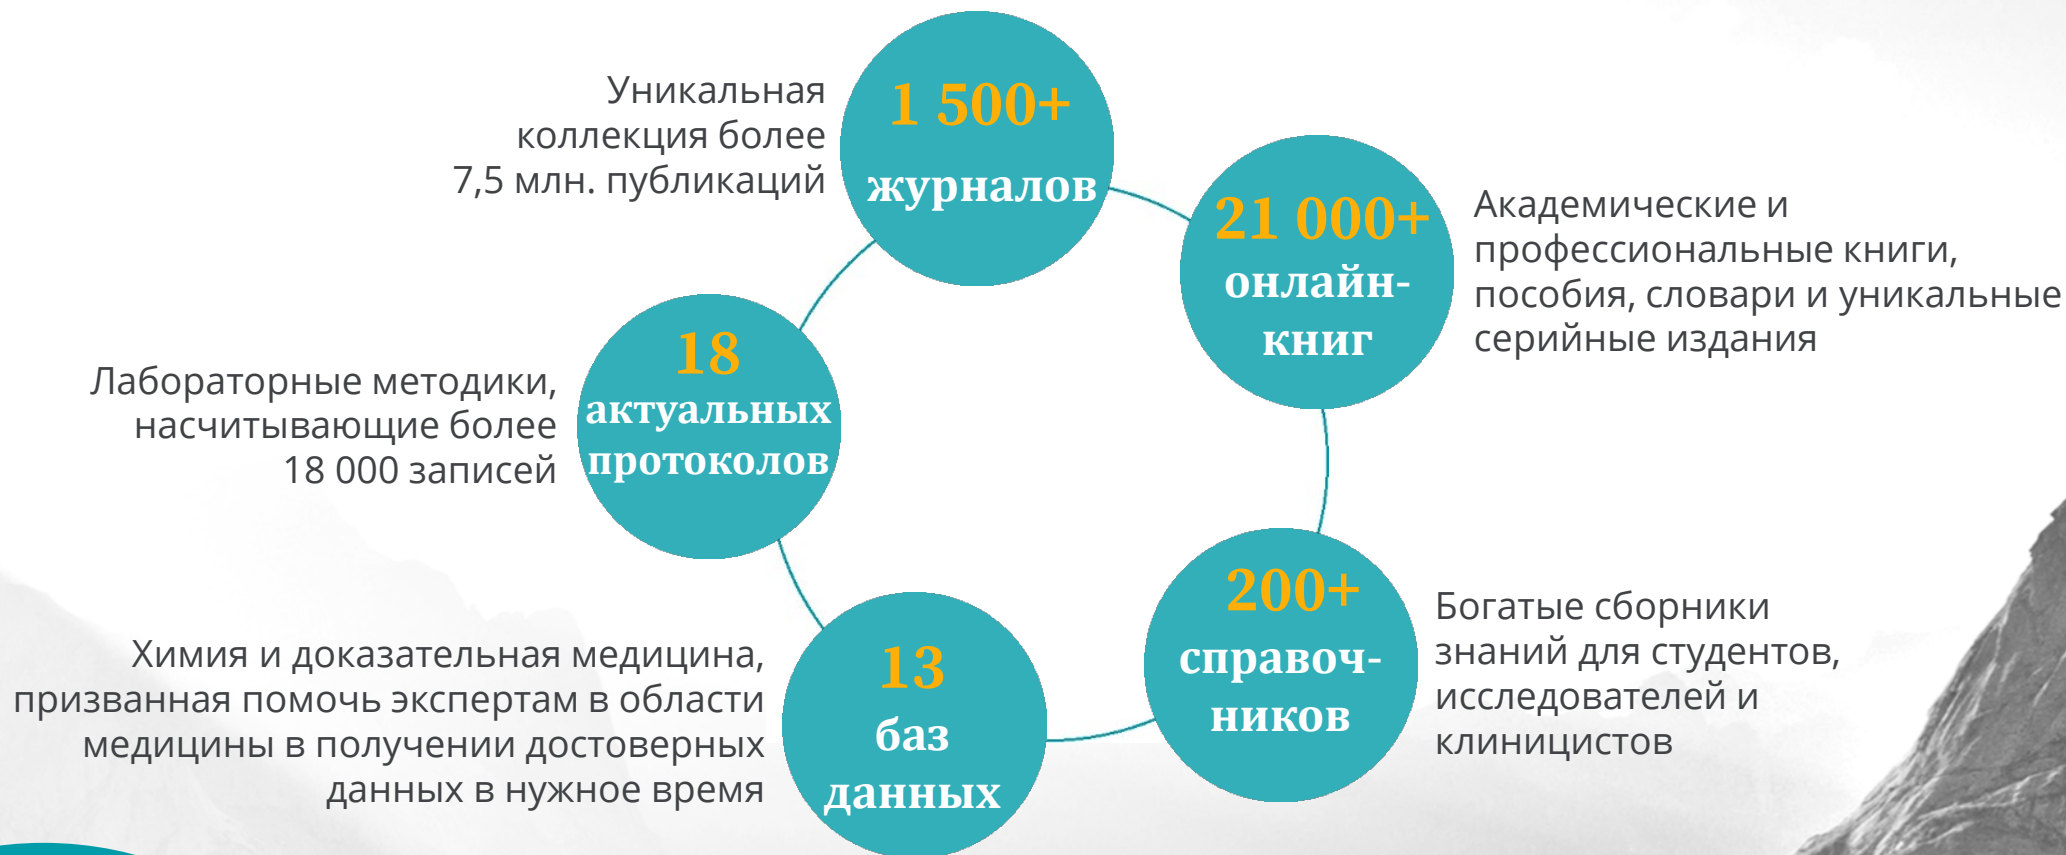 Уникальная
коллекция более
7,5 млн. публикаций
1 500+
журналов
21 000+
онлайн-
книг
Академические и
профессиональные книги,
пособия, словари и уникальные
серийные издания
Лабораторные методики,
насчитывающие более
18 000 записей
18
актуальных
протоколов
200+
справоч-
ников
Богатые сборники
знаний для студентов,
исследователей и
клиницистов
Химия и доказательная медицина,
призванная помочь экспертам в области
медицины в получении достоверных
данных в нужное время
13
баз
данных